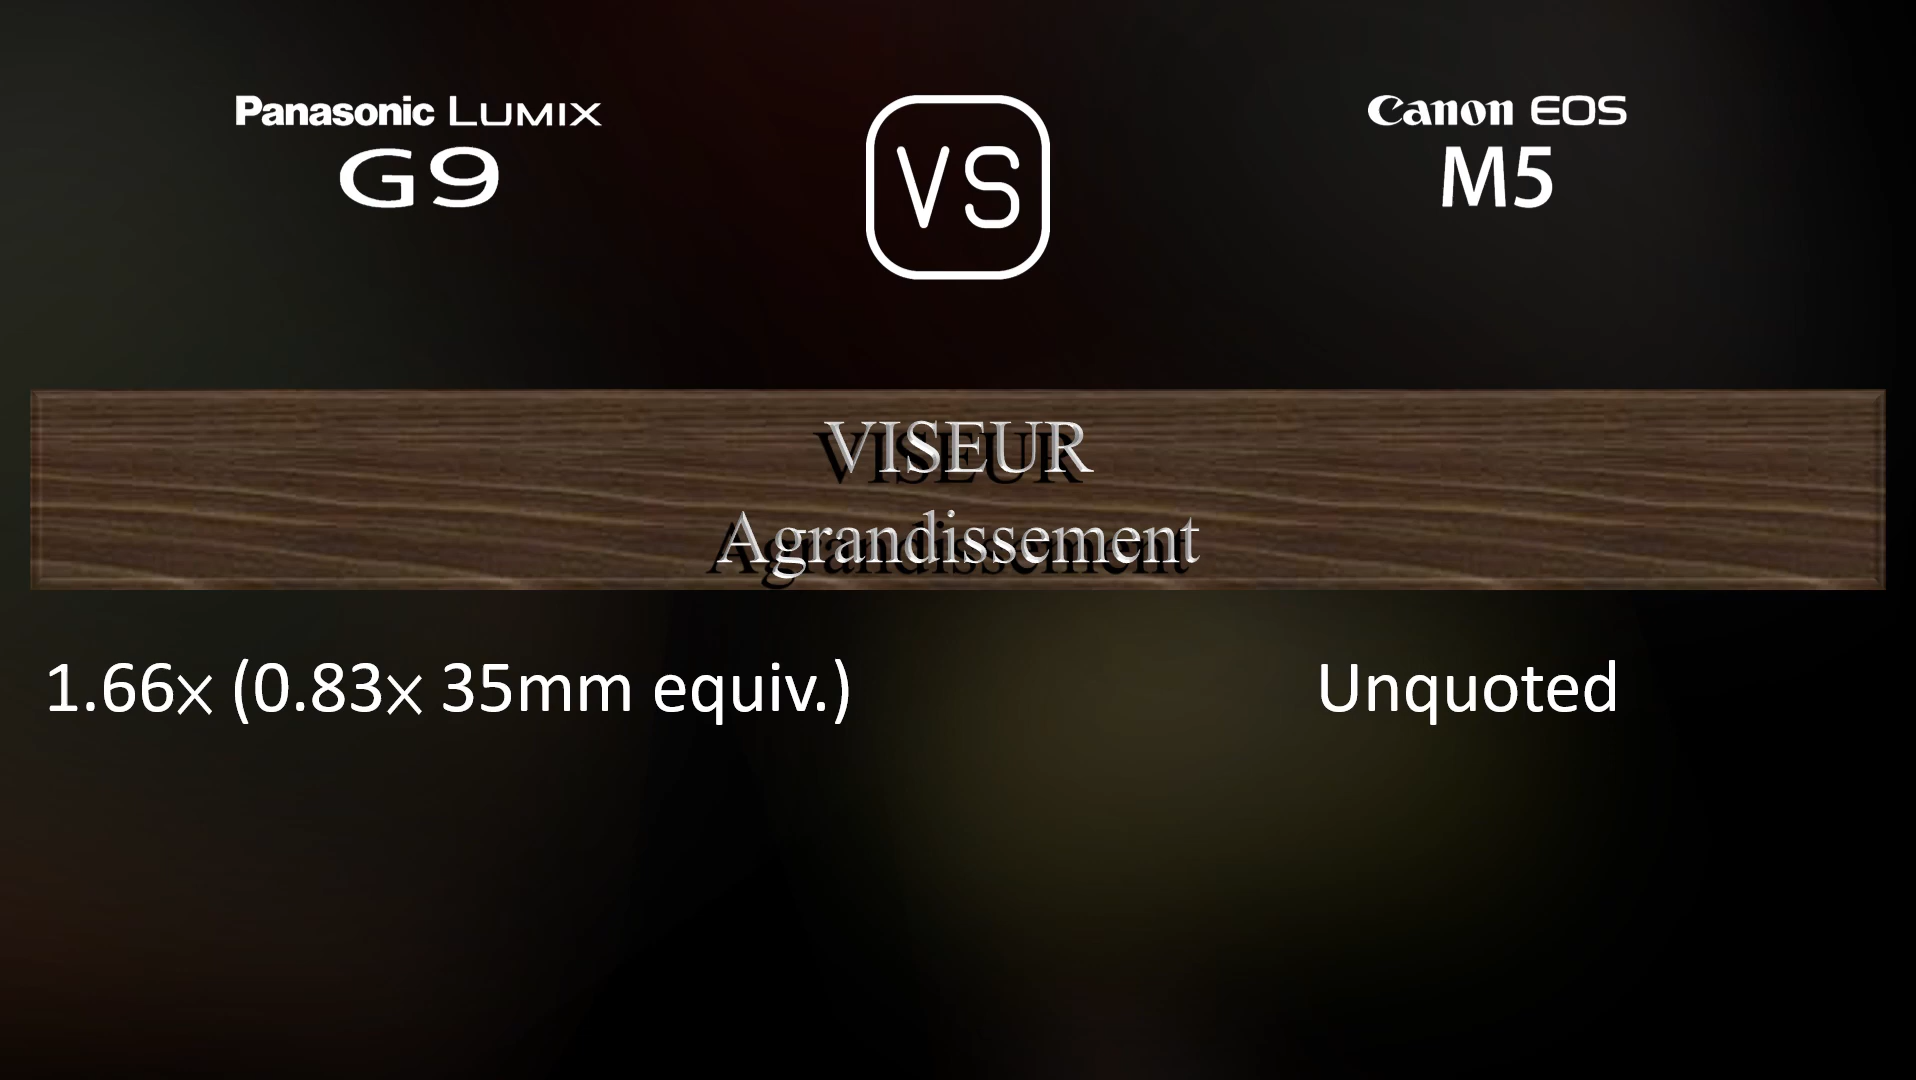 Panasonic LUMIX
G9
VS
Canon EOS
M5
VISEUR
Agrandissement
1.66x (0.83x 35mm equiv.)
Unquoted